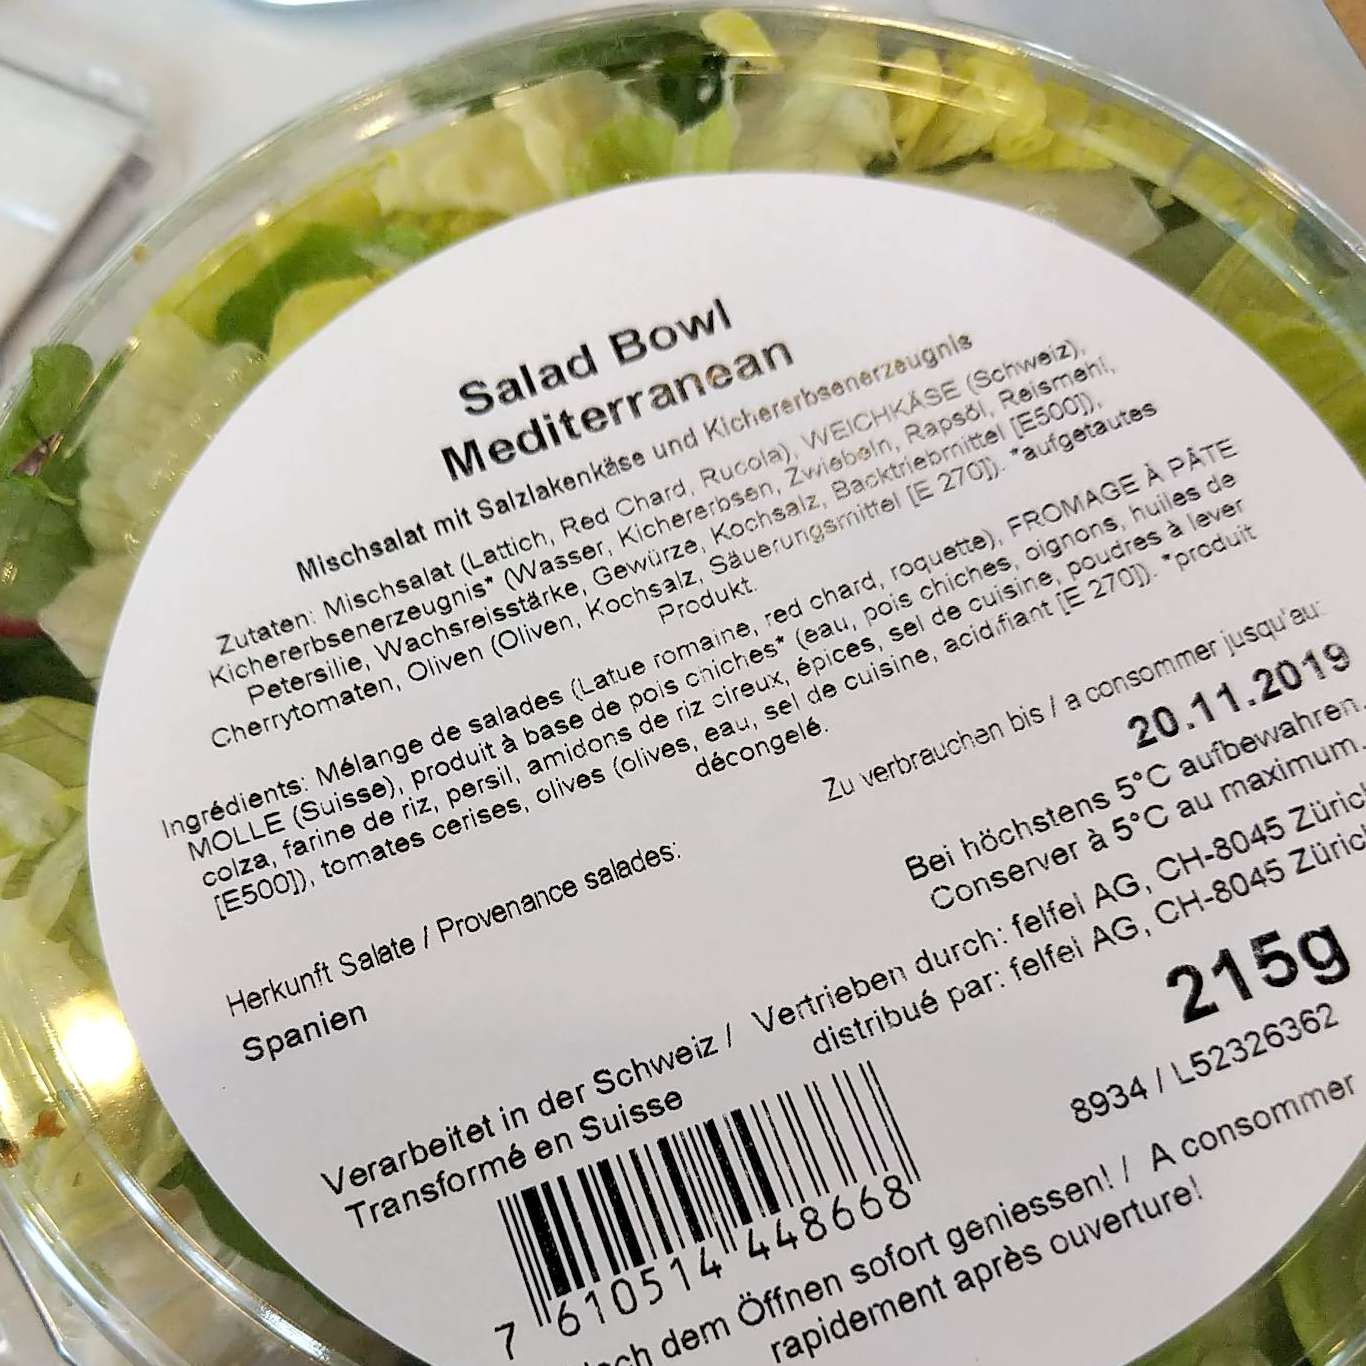 Salad Bowl
Mediterranean
Mischsalat mit Salzlakenkäse und Kichererbsenerzeugnis
Zutaten: Mischsalat (Lattich, Red Chard, Rucola), WEICHKÄSE (Schweiz),
Kichererbsenerzeugnis* (Wasser, Kichererbsen, Zwiebeln, Rapsöl, Reismehl,
Petersilie, Wachsreisstärke, Gewürze, Kochsalz, Backtriebmittel [E500]),
Cherrytomaten, Oliven (Oliven, Kochsalz, Säuerungsmittel [E 270]). *aufgetautes
Produkt.
Ingrédients: Mélange de salades (Latue romaine, red chard, roquette), FROMAGE À PÂTE
MOLLE (Suisse), produit à base de pois chiches* (eau, pois chiches, oignons, huiles de
colza, farine de riz, persil, amidons de riz cireux, épices, sel de cuisine, poudres à lever
[E500]), tomates cerises, olives (olives, eau, sel de cuisine, acidifiant [E 270]). *produit
décongelé.
Zu verbrauchen bis / a consommer jusqu'au:
20.11.2019
Bei höchstens 5°C aufbewahren.
Conserver à 5°C au maximum.
Herkunft Salate / Provenance salades:
Spanien
Vertrieben durch: felfel AG, CH-8045 Zürich
distribué par: felfel AG, CH-8045 Züric
215g
Verarbeitet in der Schweiz /
Transformé en Suisse
8934 / L52326362
7 610514 448668
ch dem Öffnen sofort geniessen! / A consommer
rapidement après ouverture!